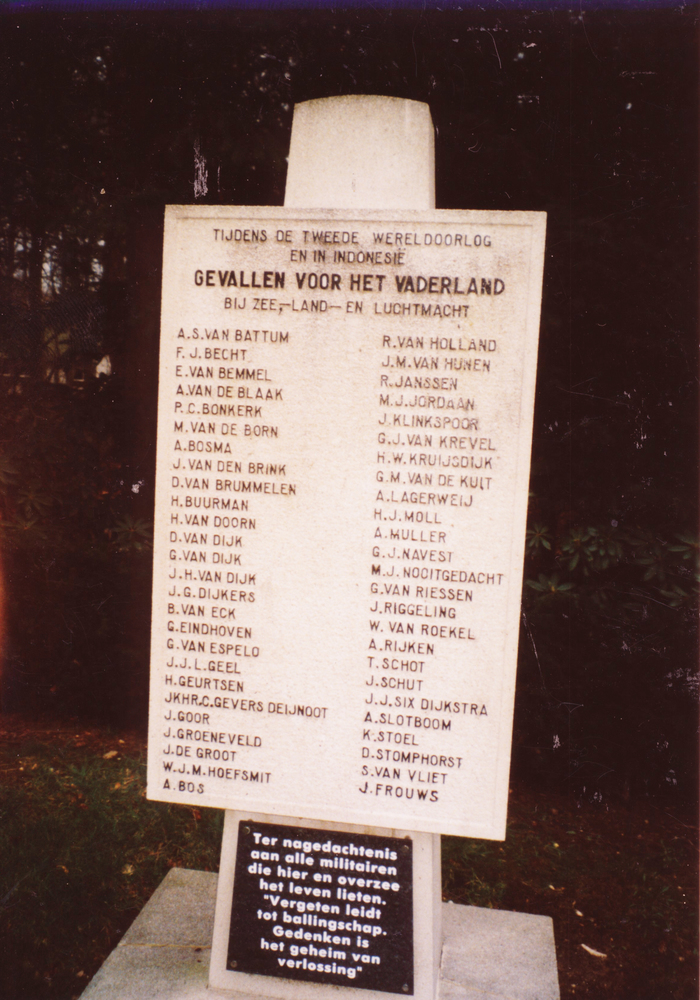 TIJDENS DE TWEEDE WERELDOORLOG
EN IN INDONESIË
GEVALLEN VOOR HET VADERLAND
BIJ ZEE,-LAND- EN LUCHTMACHT
A.S.VAN BATTUM
F.J.BECHT
E.VAN BEMMEL
A.VAN DE BLAAK
P.C.BONKERK
M.VAN DE BORN
A.BOSMA
J.VAN DEN BRINK
D.VAN BRUMMELEN
H.BUURMAN
H.VAN DOORN
D.VAN DIJK
G.VAN DIJK
J.H.VAN DIJK
J.G.DIJKERS
B.VAN ECK
G.EINDHOVEN
G.VAN ESPELO
J.J.L.GEEL
H.GEURTSEN
JKHR.C.GEVERS DEIJNOOT
J.GOOR
J.GROENEVELD
J.DE GROOT
W.J.M.HOEFSMIT
A.BOS
R.VAN HOLLAND
J.M.VAN HUNEN
R.JANSSEN
M.J.JORDAAN
J.KLINKSPOOR
G.J.VAN KREVEL
H.W.KRUIJSDIJK
G.M.VAN DE KUIT
A.LAGERWEIJ
H.J.MOLL
A.MULLER
G.J.NAVEST
M.J.NOOITGEDACHT
G.VAN RIESSEN
J.RIGGELING
W. VAN ROEKEL
A.RIJKEN
T.SCHOT
J.SCHUT
J.J.SIX DIJKSTRA
A.SLOTBOOM
K.STOEL
D.STOMPHORST
S.VAN VLIET
J.FROUWS
Ter nagedachtenis
aan alle militairen
die hier en overzee
het leven lieten.
"Vergeten leidt
tot ballingschap.
Gedenken is
het geheim van
verlossing"